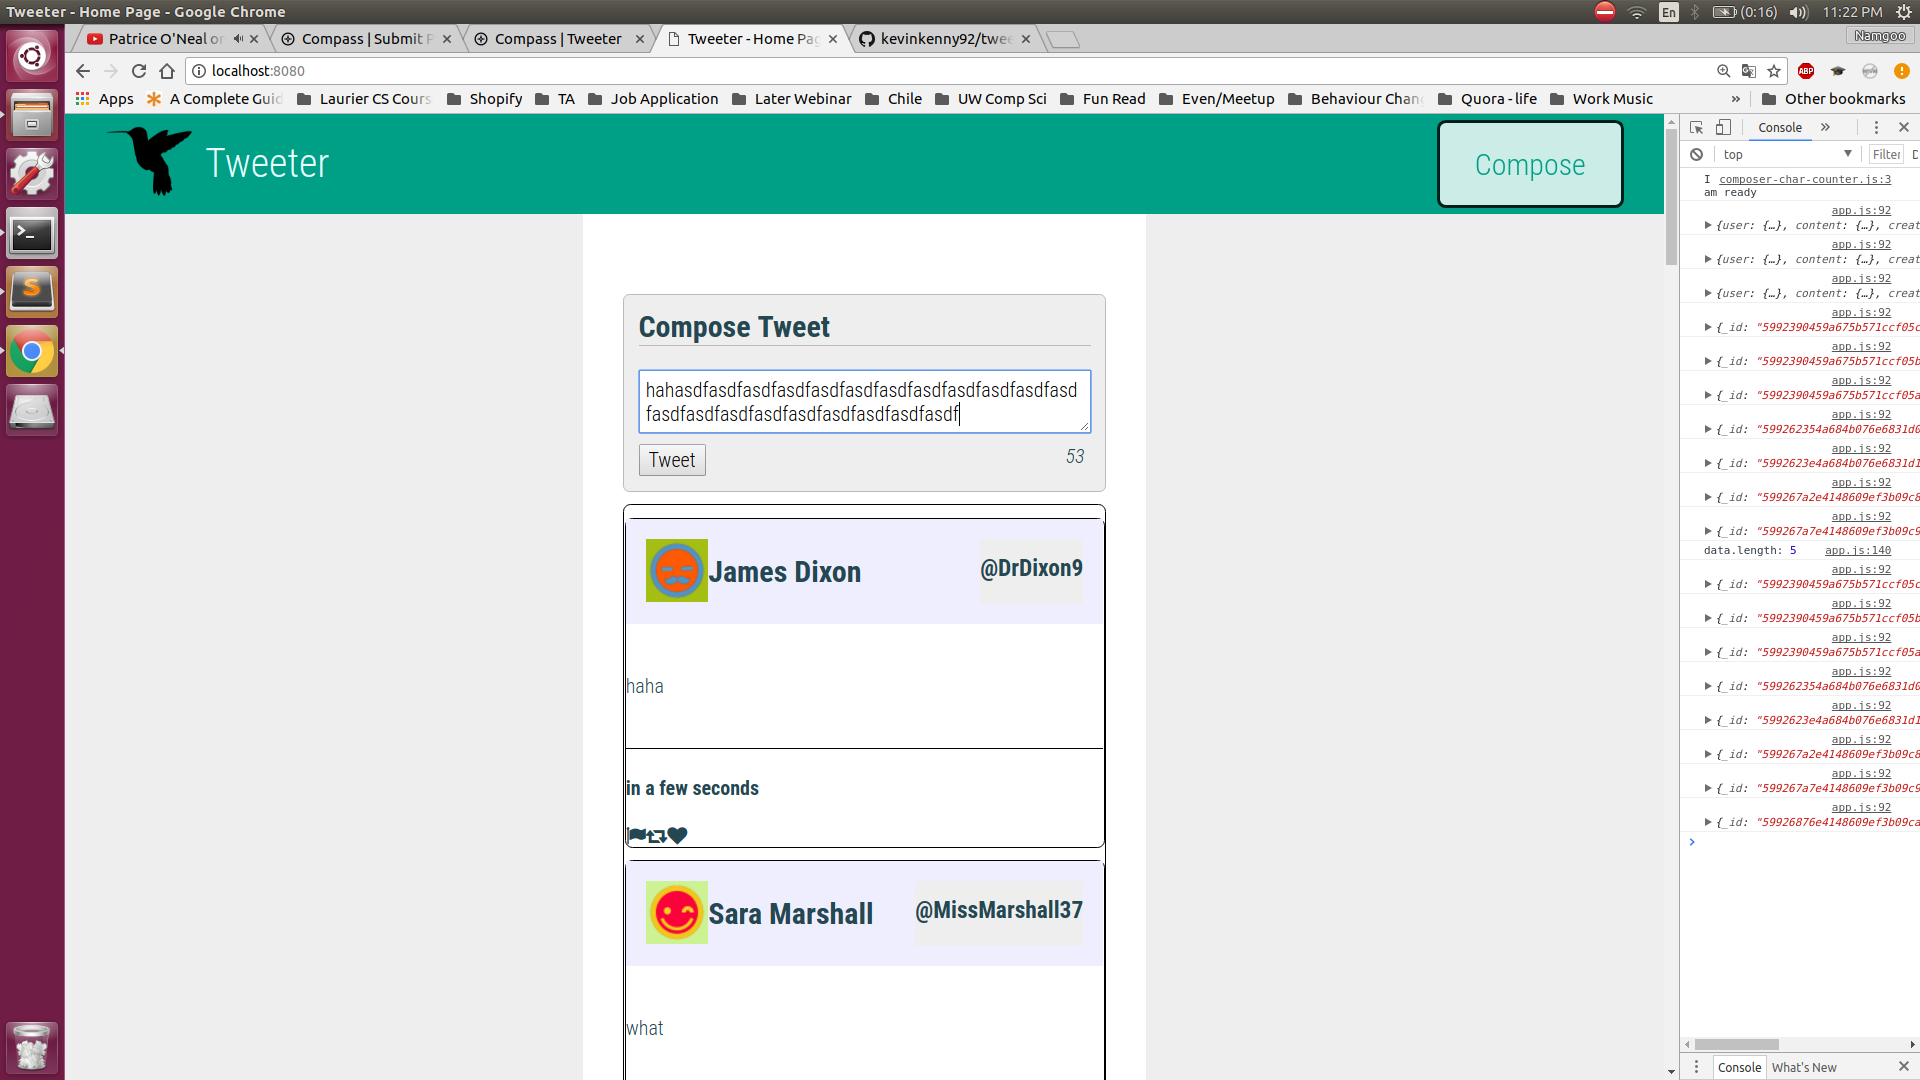 Tweeter - Home Page - Google Chrome
En (0:16) 11:22 PM
Patrice O'Neal on
Compass | Submit P
Compass | Tweeter
Tweeter - Home Pag
kevinkenny92/twee
Namgoo
localhost:8080
ABP
Apps A Complete Guid Laurier CS Cours Shopify TA Job Application Later Webinar Chile UW Comp Sci Fun Read Even/Meetup Behaviour Chan Quora - life Work Music » Other bookmarks
Tweeter
Compose
Compose Tweet
hahasdfasdfasdfasdfasdfasdfasdfasdfasdfasdfasdfasd
fasdfasdfasdfasdfasdfasdfasdfasdfasdf
Tweet
53
James Dixon
@DrDixon9
haha
in a few seconds
Sara Marshall
@MissMarshall37
what
Console »
top Filter
I composer-char-counter.js:3
am ready
app.js:92
{user: {…}, content: {…}, creat
app.js:92
{user: {…}, content: {…}, creat
app.js:92
{user: {…}, content: {…}, creat
app.js:92
{_id: "5992390459a675b571ccf05c
app.js:92
{_id: "5992390459a675b571ccf05b
app.js:92
{_id: "5992390459a675b571ccf05a
app.js:92
{_id: "599262354a684b076e6831d0
app.js:92
{_id: "5992623e4a684b076e6831d1
app.js:92
{_id: "599267a2e4148609ef3b09c8
app.js:92
{_id: "599267a7e4148609ef3b09c9
data.length: 5 app.js:140
app.js:92
{_id: "5992390459a675b571ccf05c
app.js:92
{_id: "5992390459a675b571ccf05b
app.js:92
{_id: "5992390459a675b571ccf05a
app.js:92
{_id: "599262354a684b076e6831d0
app.js:92
{_id: "5992623e4a684b076e6831d1
app.js:92
{_id: "599267a2e4148609ef3b09c8
app.js:92
{_id: "599267a7e4148609ef3b09c9
app.js:92
{_id: "59926876e4148609ef3b09ca
Console What's New